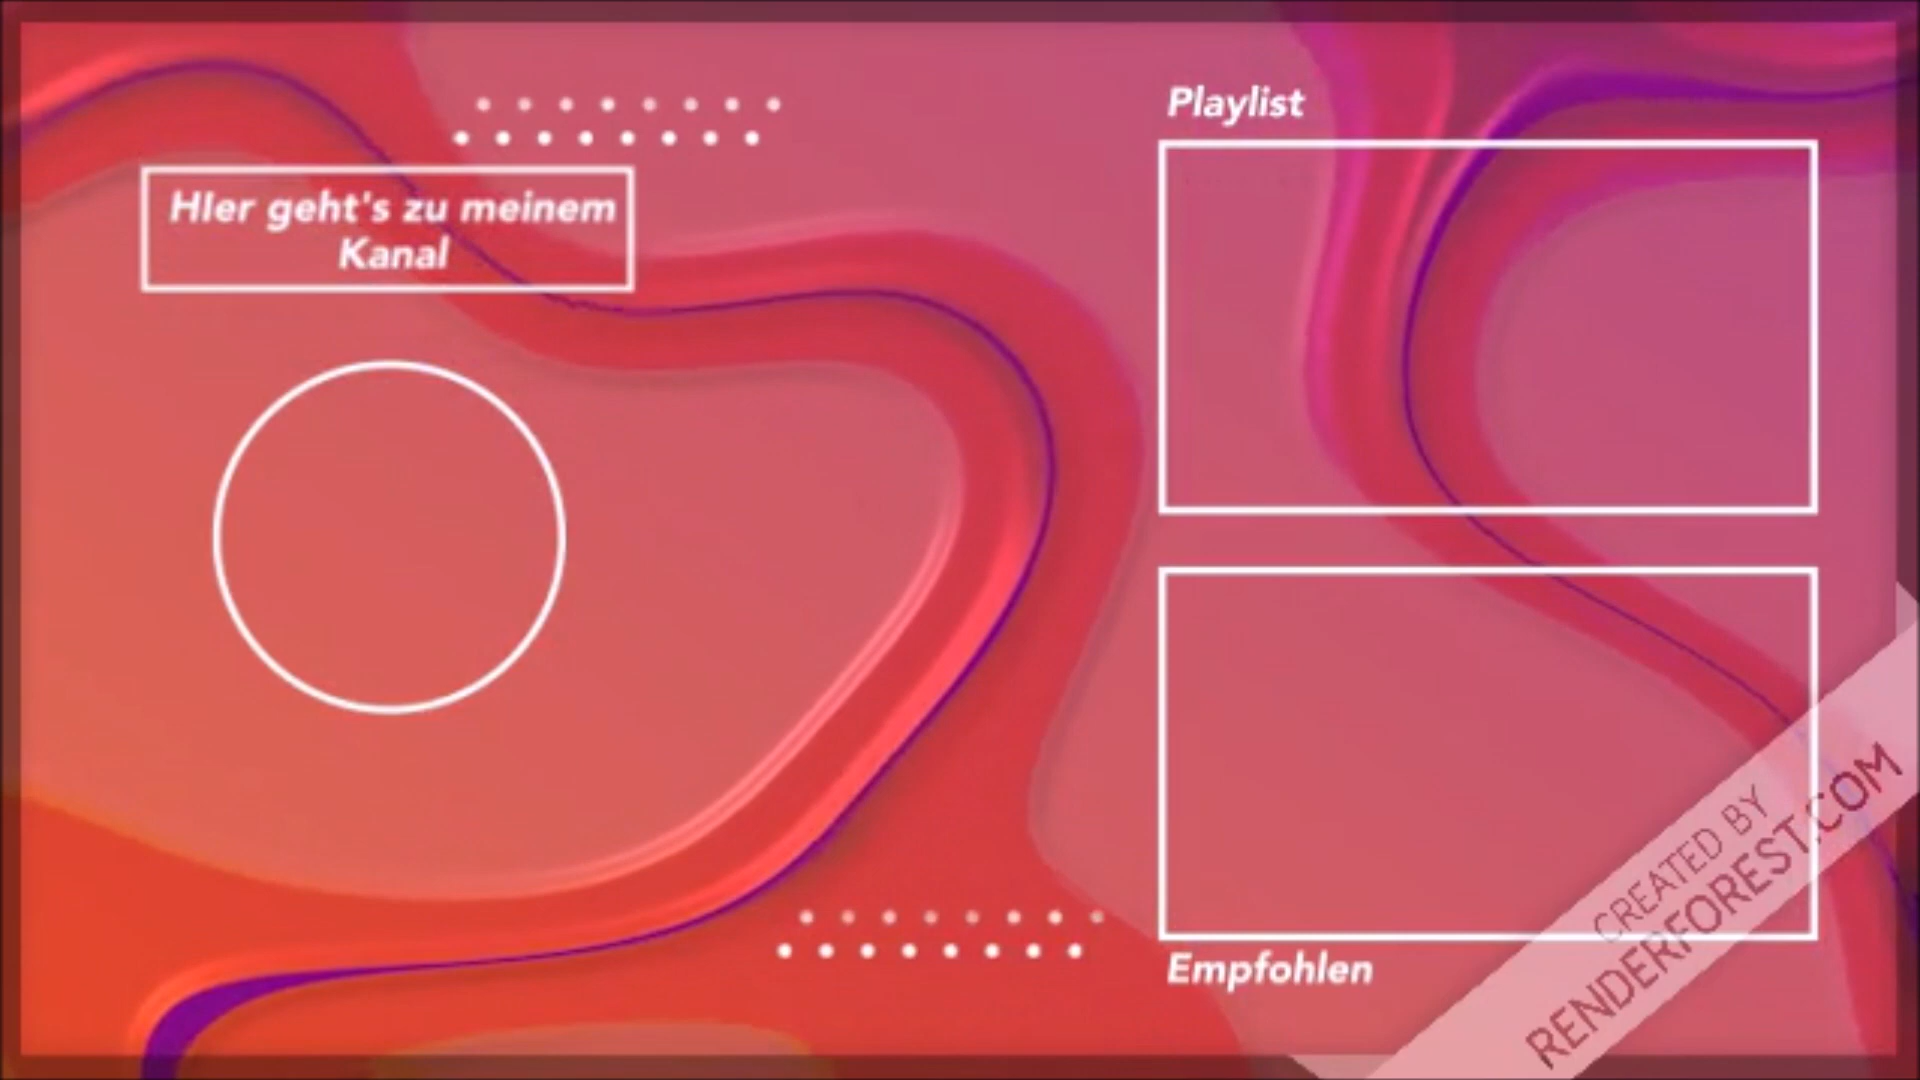 Playlist
HIer geht's zu meinem
Kanal
Empfohlen
CREATED BY
RENDERFOREST.COM